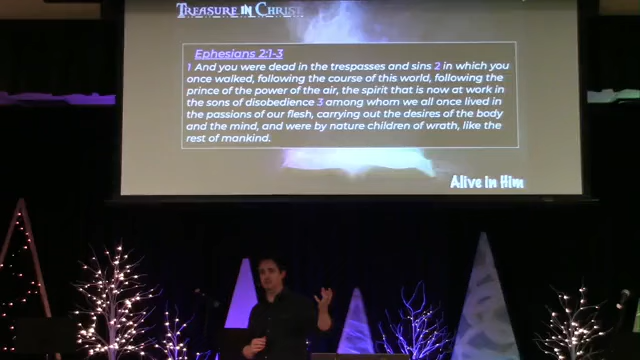 TREASURE IN CHRIST
Ephesians 2:1-3
1 And you were dead in the trespasses and sins 2 in which you
once walked, following the course of this world, following the
prince of the power of the air, the spirit that is now at work in
the sons of disobedience 3 among whom we all once lived in
the passions of our flesh, carrying out the desires of the body
and the mind, and were by nature children of wrath, like the
rest of mankind.
Alive in Him